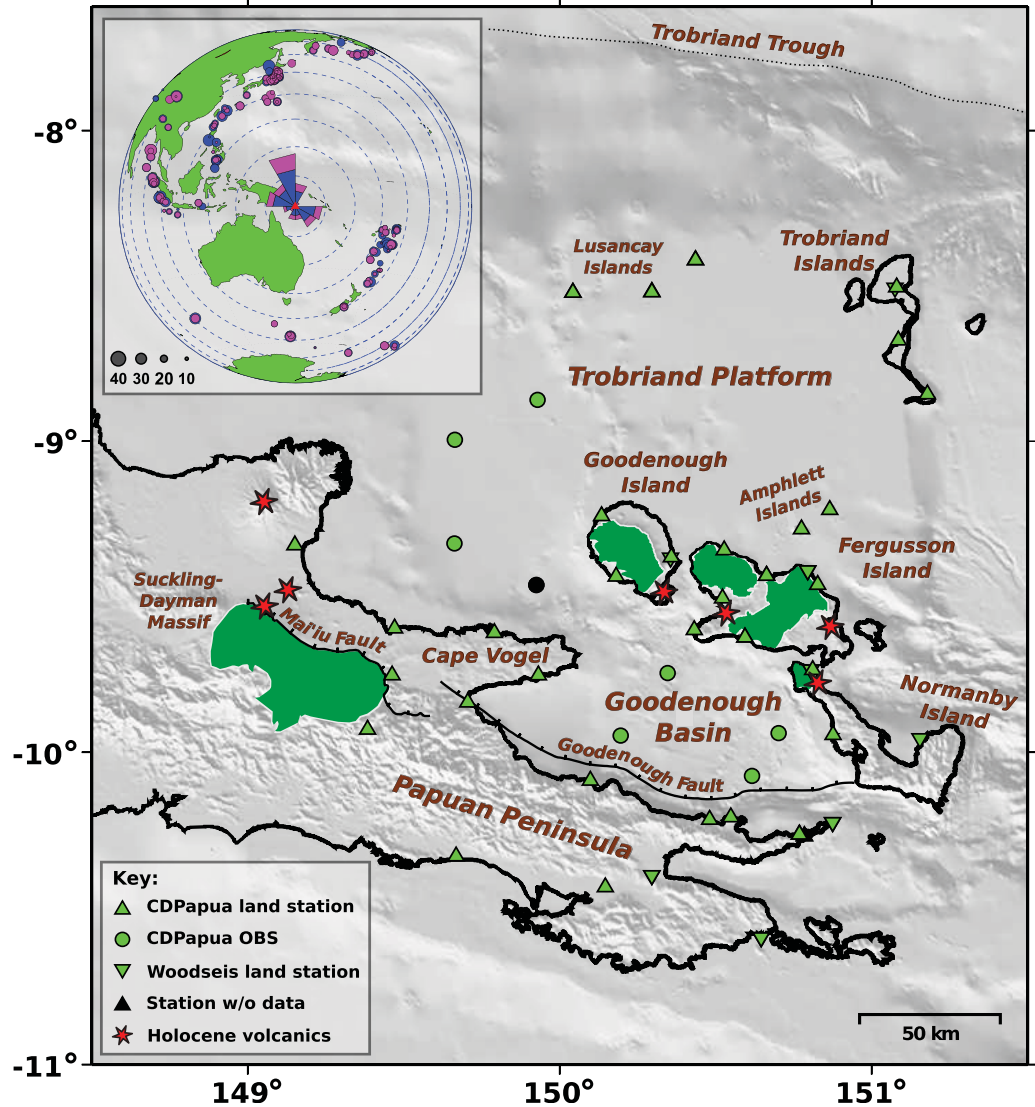 Trobriand Trough
-8°
40 30 20 10
Lusancay
Islands
Trobriand
Islands
Trobriand Platform
-9°
Goodenough
Island
Amphlett
Islands
Fergusson
Island
Suckling-
Dayman
Massif
Mai'iu Fault
Cape Vogel
Goodenough
Basin
Normanby
Island
-10°
Goodenough Fault
Papuan Peninsula
Key:
CDPapua land station
CDPapua OBS
Woodseis land station
Station w/o data
Holocene volcanics
50 km
-11°
149°
150°
151°